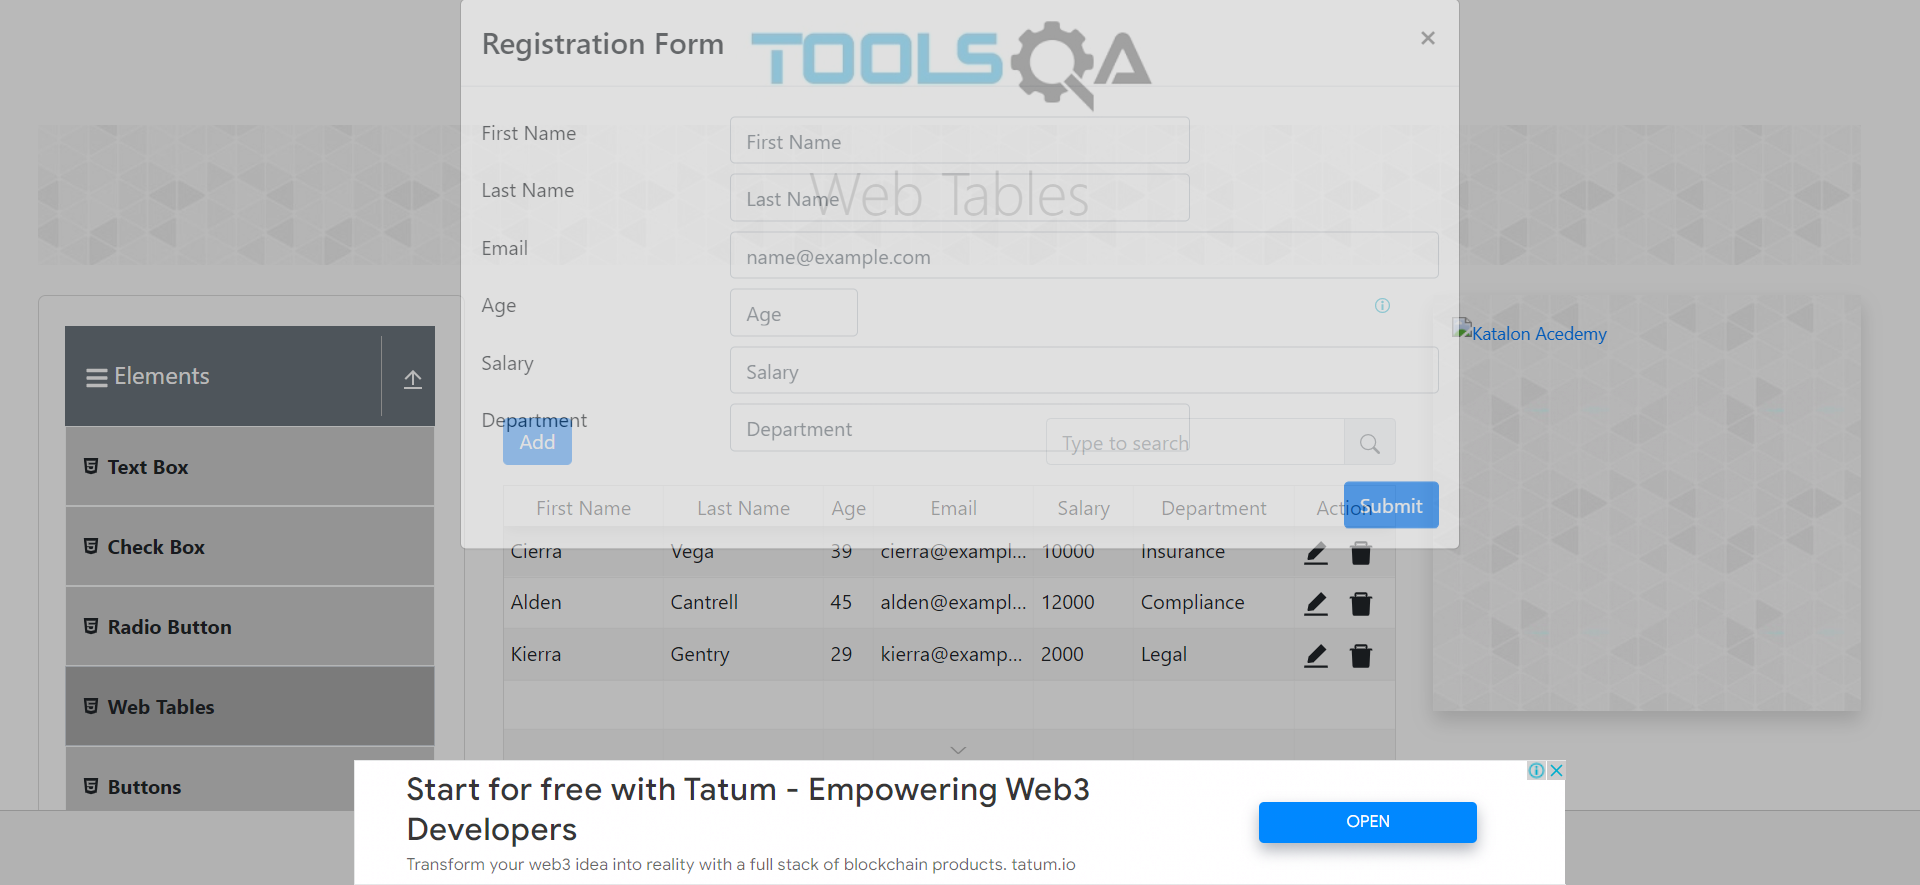 Registration Form
TOOLSQA
×
First Name
First Name
Last Name
Last Name
Web Tables
Email
name@example.com
Age
Age
Katalon Acedemy
Salary
Salary
Elements
Department
Department
Add
Type to search
Text Box
Submit
First Name Last Name Age Email Salary Department Action
Cierra Vega 39 cierra@exampl... 10000 Insurance
Check Box
Alden Cantrell 45 alden@exampl... 12000 Compliance
Radio Button
Kierra Gentry 29 kierra@examp... 2000 Legal
Web Tables
Buttons
Start for free with Tatum - Empowering Web3
Developers
OPEN
Transform your web3 idea into reality with a full stack of blockchain products. tatum.io